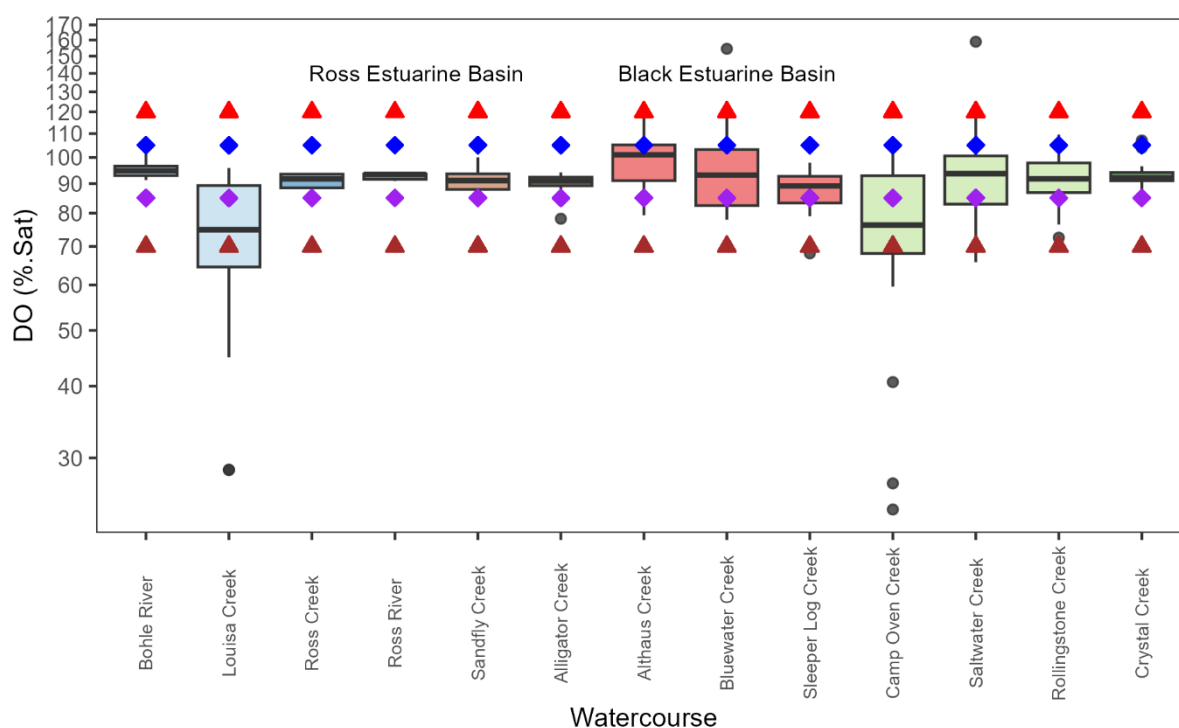 170
150
140
130
120
110
100
90
80
70
60
50
40
30
DO (%.Sat)
Ross Estuarine Basin
Black Estuarine Basin
Bohle River
Louisa Creek
Ross Creek
Ross River
Sandfly Creek
Alligator Creek
Althaus Creek
Bluewater Creek
Sleeper Log Creek
Camp Oven Creek
Saltwater Creek
Rollingstone Creek
Crystal Creek
Watercourse